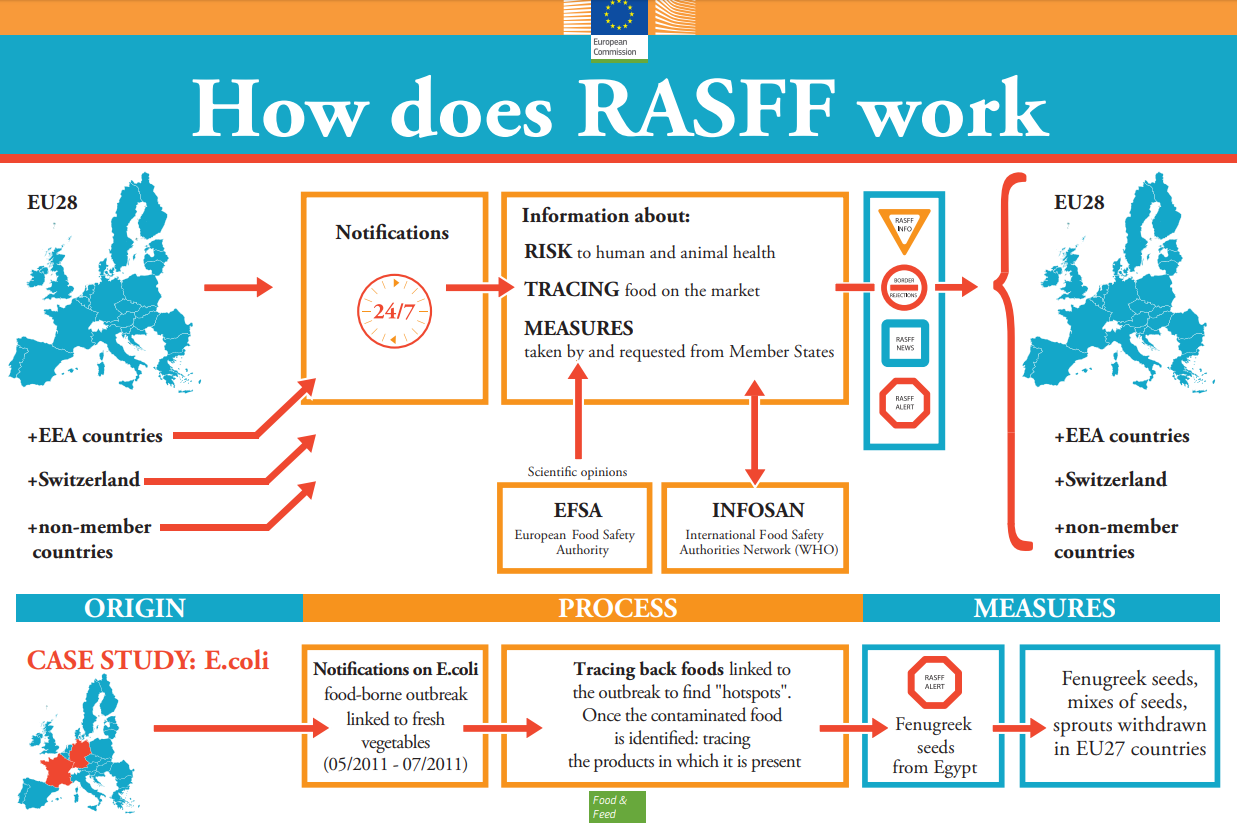 European
Commission
How does RASFF work
EU28
+EEA countries
+Switzerland
+non-member
countries
Notifications
24/7
Information about:
RISK to human and animal health
TRACING food on the market
MEASURES
taken by and requested from Member States
Scientific opinions
EFSA
European Food Safety
Authority
INFOSAN
International Food Safety
Authorities Network (WHO)
RASFF
INFO
BORDER
REJECTIONS
RASFF
NEWS
RASFF
ALERT
EU28
+EEA countries
+Switzerland
+non-member
countries
ORIGIN
PROCESS
MEASURES
CASE STUDY: E.coli
Notifications on E.coli
food-borne outbreak
linked to fresh
vegetables
(05/2011 - 07/2011)
Tracing back foods linked to
the outbreak to find "hotspots".
Once the contaminated food
is identified: tracing
the products in which it is present
RASFF
ALERT
Fenugreek
seeds
from Egypt
Fenugreek seeds,
mixes of seeds,
sprouts withdrawn
in EU27 countries
Food &
Feed